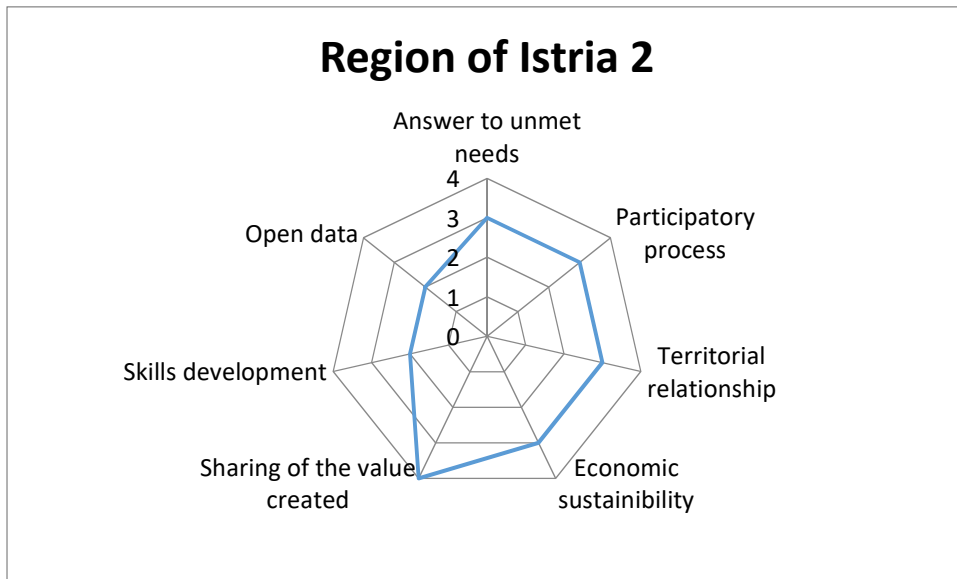 Region of Istria 2
Answer to unmet
needs
4
3
2
1
0
Participatory
process
Territorial
relationship
Economic
sustainibility
Sharing of the value
created
Skills development
Open data